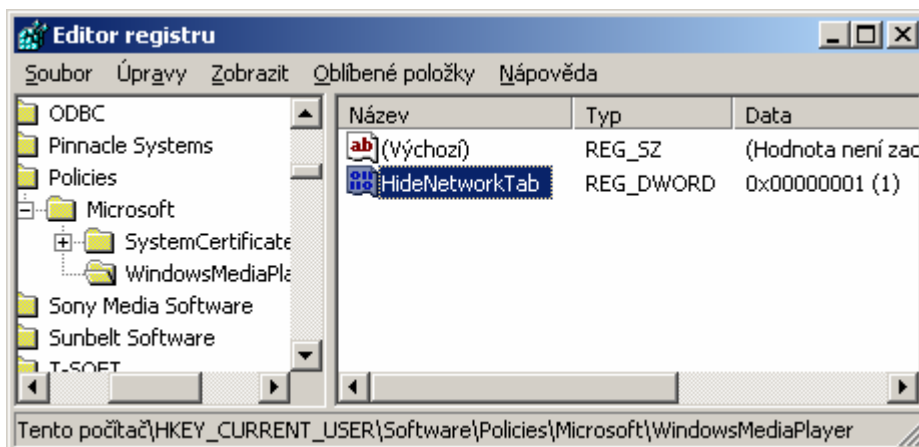 Editor registru
Soubor Úpravy Zobrazit Oblíbené položky Nápověda
ODBC
Pinnacle Systems
Policies
Microsoft
SystemCertificate
WindowsMediaPla
Sony Media Software
Sunbelt Software
T-SOFT
Název Typ Data
ab (Výchozí) REG_SZ (Hodnota není zad
HideNetworkTab REG_DWORD 0x00000001 (1)
Tento počítač\HKEY_CURRENT_USER\Software\Policies\Microsoft\WindowsMediaPlayer